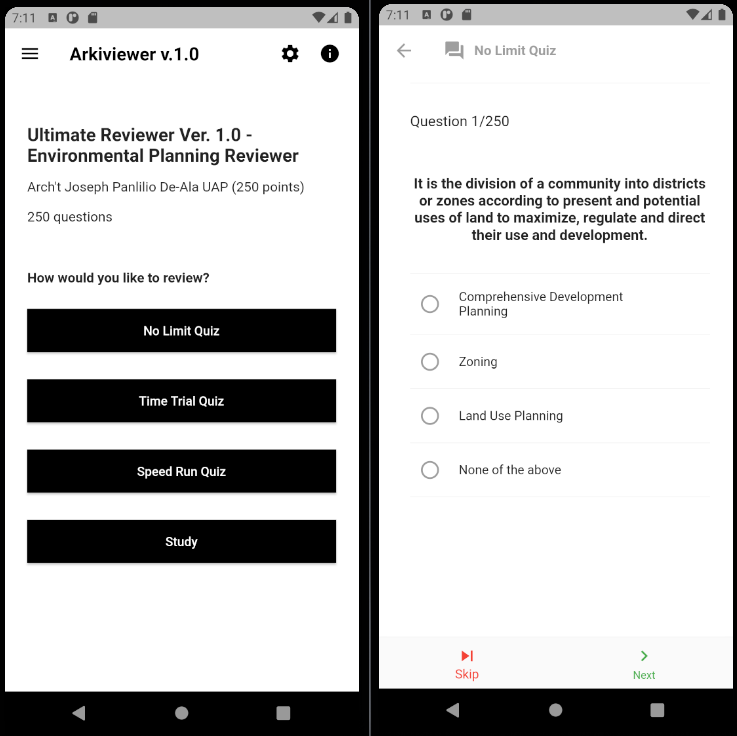 7:11
Arkiviewer v.1.0
Ultimate Reviewer Ver. 1.0 -
Environmental Planning Reviewer
Arch't Joseph Panlilio De-Ala UAP (250 points)
250 questions
How would you like to review?
No Limit Quiz
Time Trial Quiz
Speed Run Quiz
Study
7:11
No Limit Quiz
Question 1/250
It is the division of a community into districts
or zones according to present and potential
uses of land to maximize, regulate and direct
their use and development.
Comprehensive Development
Planning
Zoning
Land Use Planning
None of the above
Skip
Next